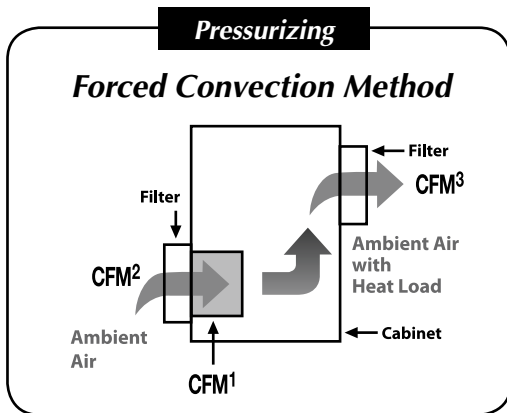 Pressurizing
Forced Convection Method
Filter
CFM³
Filter
Ambient Air
with
Heat Load
CFM²
Ambient
Air
Cabinet
CFM¹